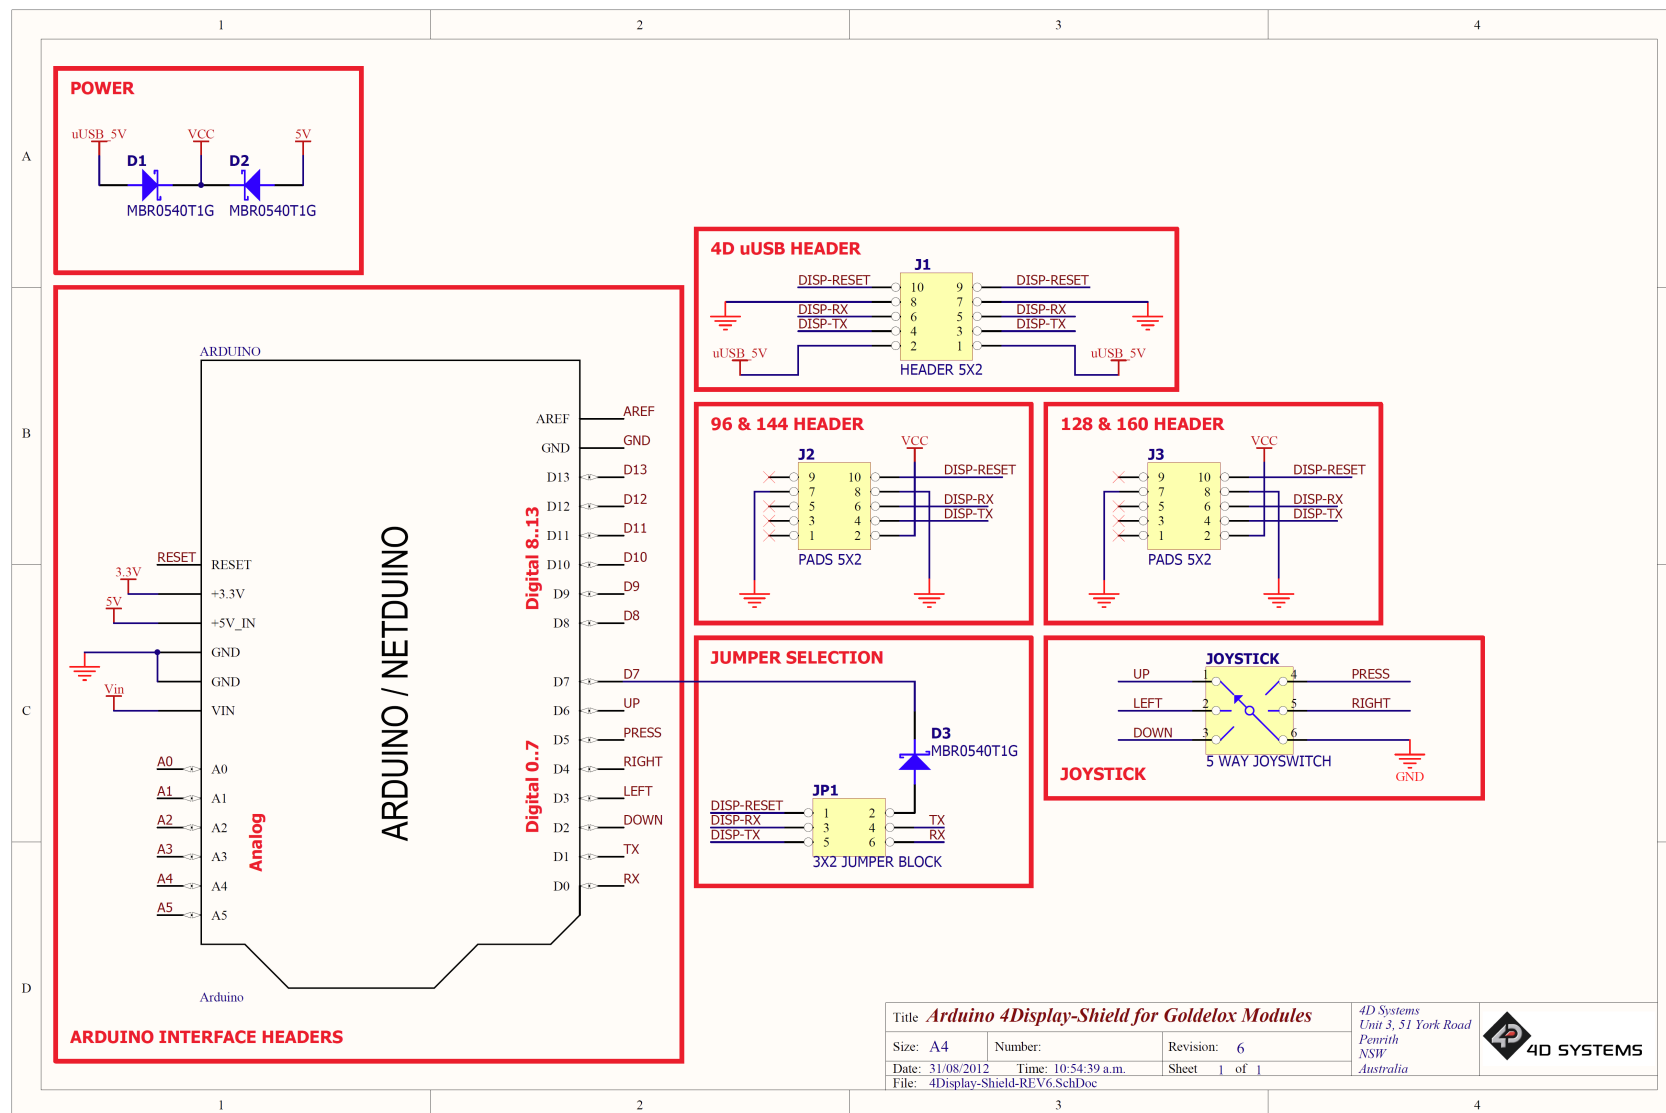 1 2 3 4
A
B
C
D
POWER
uUSB_5V VCC 5V
D1 D2
MBR0540T1G MBR0540T1G
4D uUSB HEADER
J1
DISP-RESET 10 9 DISP-RESET
8 7
DISP-RX 6 5 DISP-RX
DISP-TX 4 3 DISP-TX
2 1
uUSB_5V uUSB_5V
HEADER 5X2
96 & 144 HEADER
VCC
J2
9 10 DISP-RESET
7 8
5 6 DISP-RX
3 4 DISP-TX
1 2
PADS 5X2
128 & 160 HEADER
VCC
J3
9 10 DISP-RESET
7 8
5 6 DISP-RX
3 4 DISP-TX
1 2
PADS 5X2
ARDUINO
ARDUINO / NETDUINO
RESET RESET
3.3V +3.3V
5V +5V_IN
GND
GND
Vin VIN
A0 A0
A1 A1
A2 A2
A3 A3
A4 A4
A5 A5
Analog
AREF AREF
GND GND
D13 D13
D12 D12
D11 D11
D10 D10
D9 D9
D8 D8
Digital 8..13
D7 D7
D6 UP
D5 PRESS
D4 RIGHT
D3 LEFT
D2 DOWN
D1 TX
D0 RX
Digital 0..7
Arduino
ARDUINO INTERFACE HEADERS
JUMPER SELECTION
D3
MBR0540T1G
JP1
DISP-RESET 1 2
DISP-RX 3 4 TX
DISP-TX 5 6 RX
3X2 JUMPER BLOCK
JOYSTICK
UP 1 4 PRESS
LEFT 2 5 RIGHT
DOWN 3 6
5 WAY JOYSWITCH
GND
JOYSTICK
Title Arduino 4Display-Shield for Goldelox Modules
Size: A4 Number: Revision: 6
Date: 31/08/2012 Time: 10:54:39 a.m. Sheet 1 of 1
File: 4Display-Shield-REV6.SchDoc
4D Systems
Unit 3, 51 York Road
Penrith
NSW
Australia
4D SYSTEMS
1 2 3 4